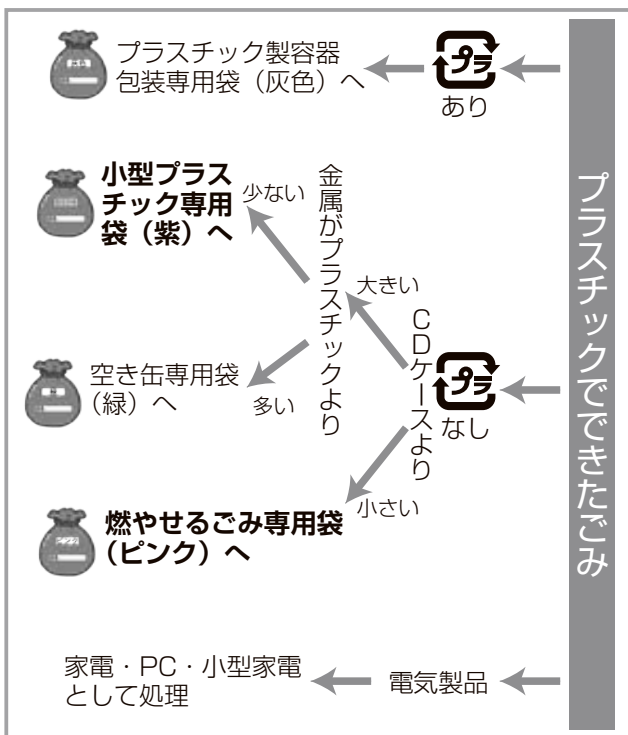 プラスチックでできたごみ
プラ
あり
プラスチック製容器
包装専用袋（灰色）へ
プラ
なし
CDケースより
大きい
金属がプラスチックより
少ない
小型プラス
チック専用
袋（紫）へ
多い
空き缶専用袋
（緑）へ
小さい
燃やせるごみ専用袋
（ピンク）へ
電気製品
家電・PC・小型家電
として処理